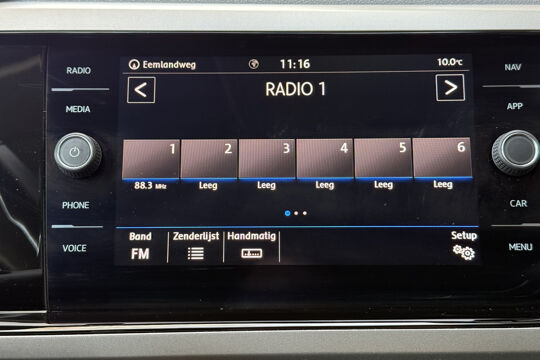 RADIO
MEDIA
PHONE
VOICE
Eemlandweg 11:16 10.0°C
RADIO 1
1 2 3 4 5 6
88.3 MHz Leeg Leeg Leeg Leeg Leeg
Band Zenderlijst Handmatig Setup
FM
NAV
APP
CAR
MENU